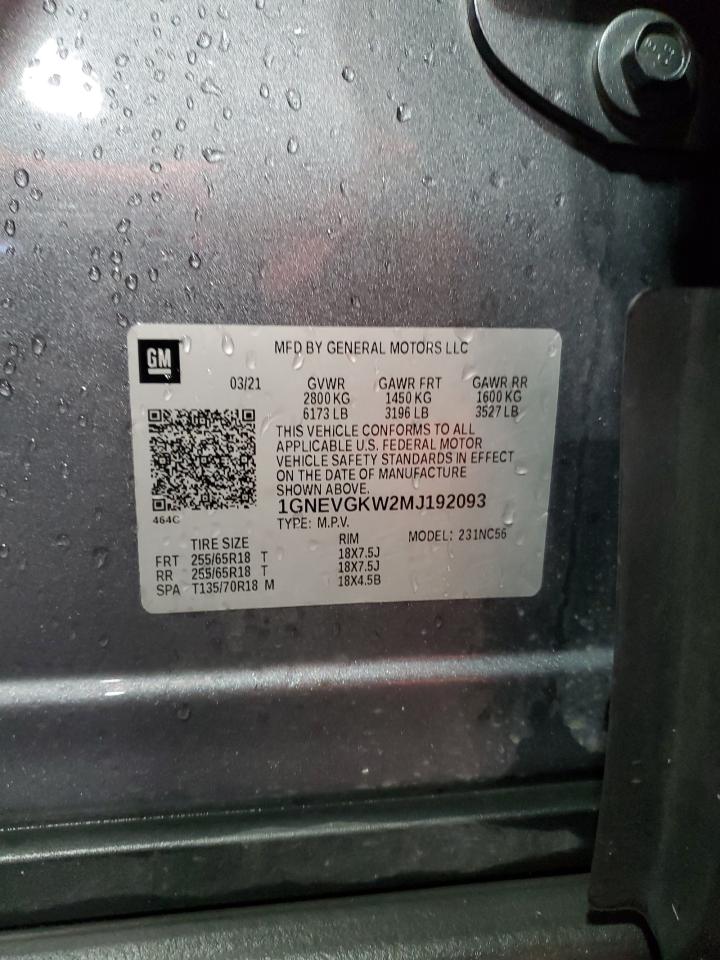 GM
MFD BY GENERAL MOTORS LLC
03/21 GVWR GAWR FRT GAWR RR
2800 KG 1450 KG 1600 KG
6173 LB 3196 LB 3527 LB
THIS VEHICLE CONFORMS TO ALL
APPLICABLE U.S. FEDERAL MOTOR
VEHICLE SAFETY STANDARDS IN EFFECT
ON THE DATE OF MANUFACTURE
SHOWN ABOVE.
1GNEVGKW2MJ192093
464C
TYPE: M.P.V. MODEL: 231NC56
TIRE SIZE RIM
FRT 255/65R18 T 18X7.5J
RR 255/65R18 T 18X7.5J
SPA T135/70R18 M 18X4.5B